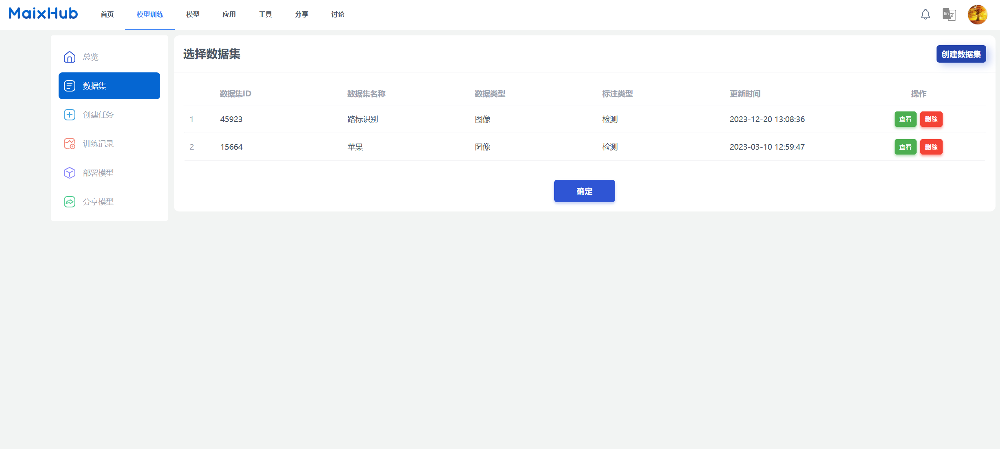 MaixHub 首页 模型训练 模型 应用 工具 分享 讨论 En 文
总览
数据集
创建任务
训练记录
部署模型
分享模型
选择数据集 创建数据集
数据集ID 数据集名称 数据类型 标注类型 更新时间 操作
1 45923 路标识别 图像 检测 2023-12-20 13:08:36 查看 删除
2 15664 苹果 图像 检测 2023-03-10 12:59:47 查看 删除
确定